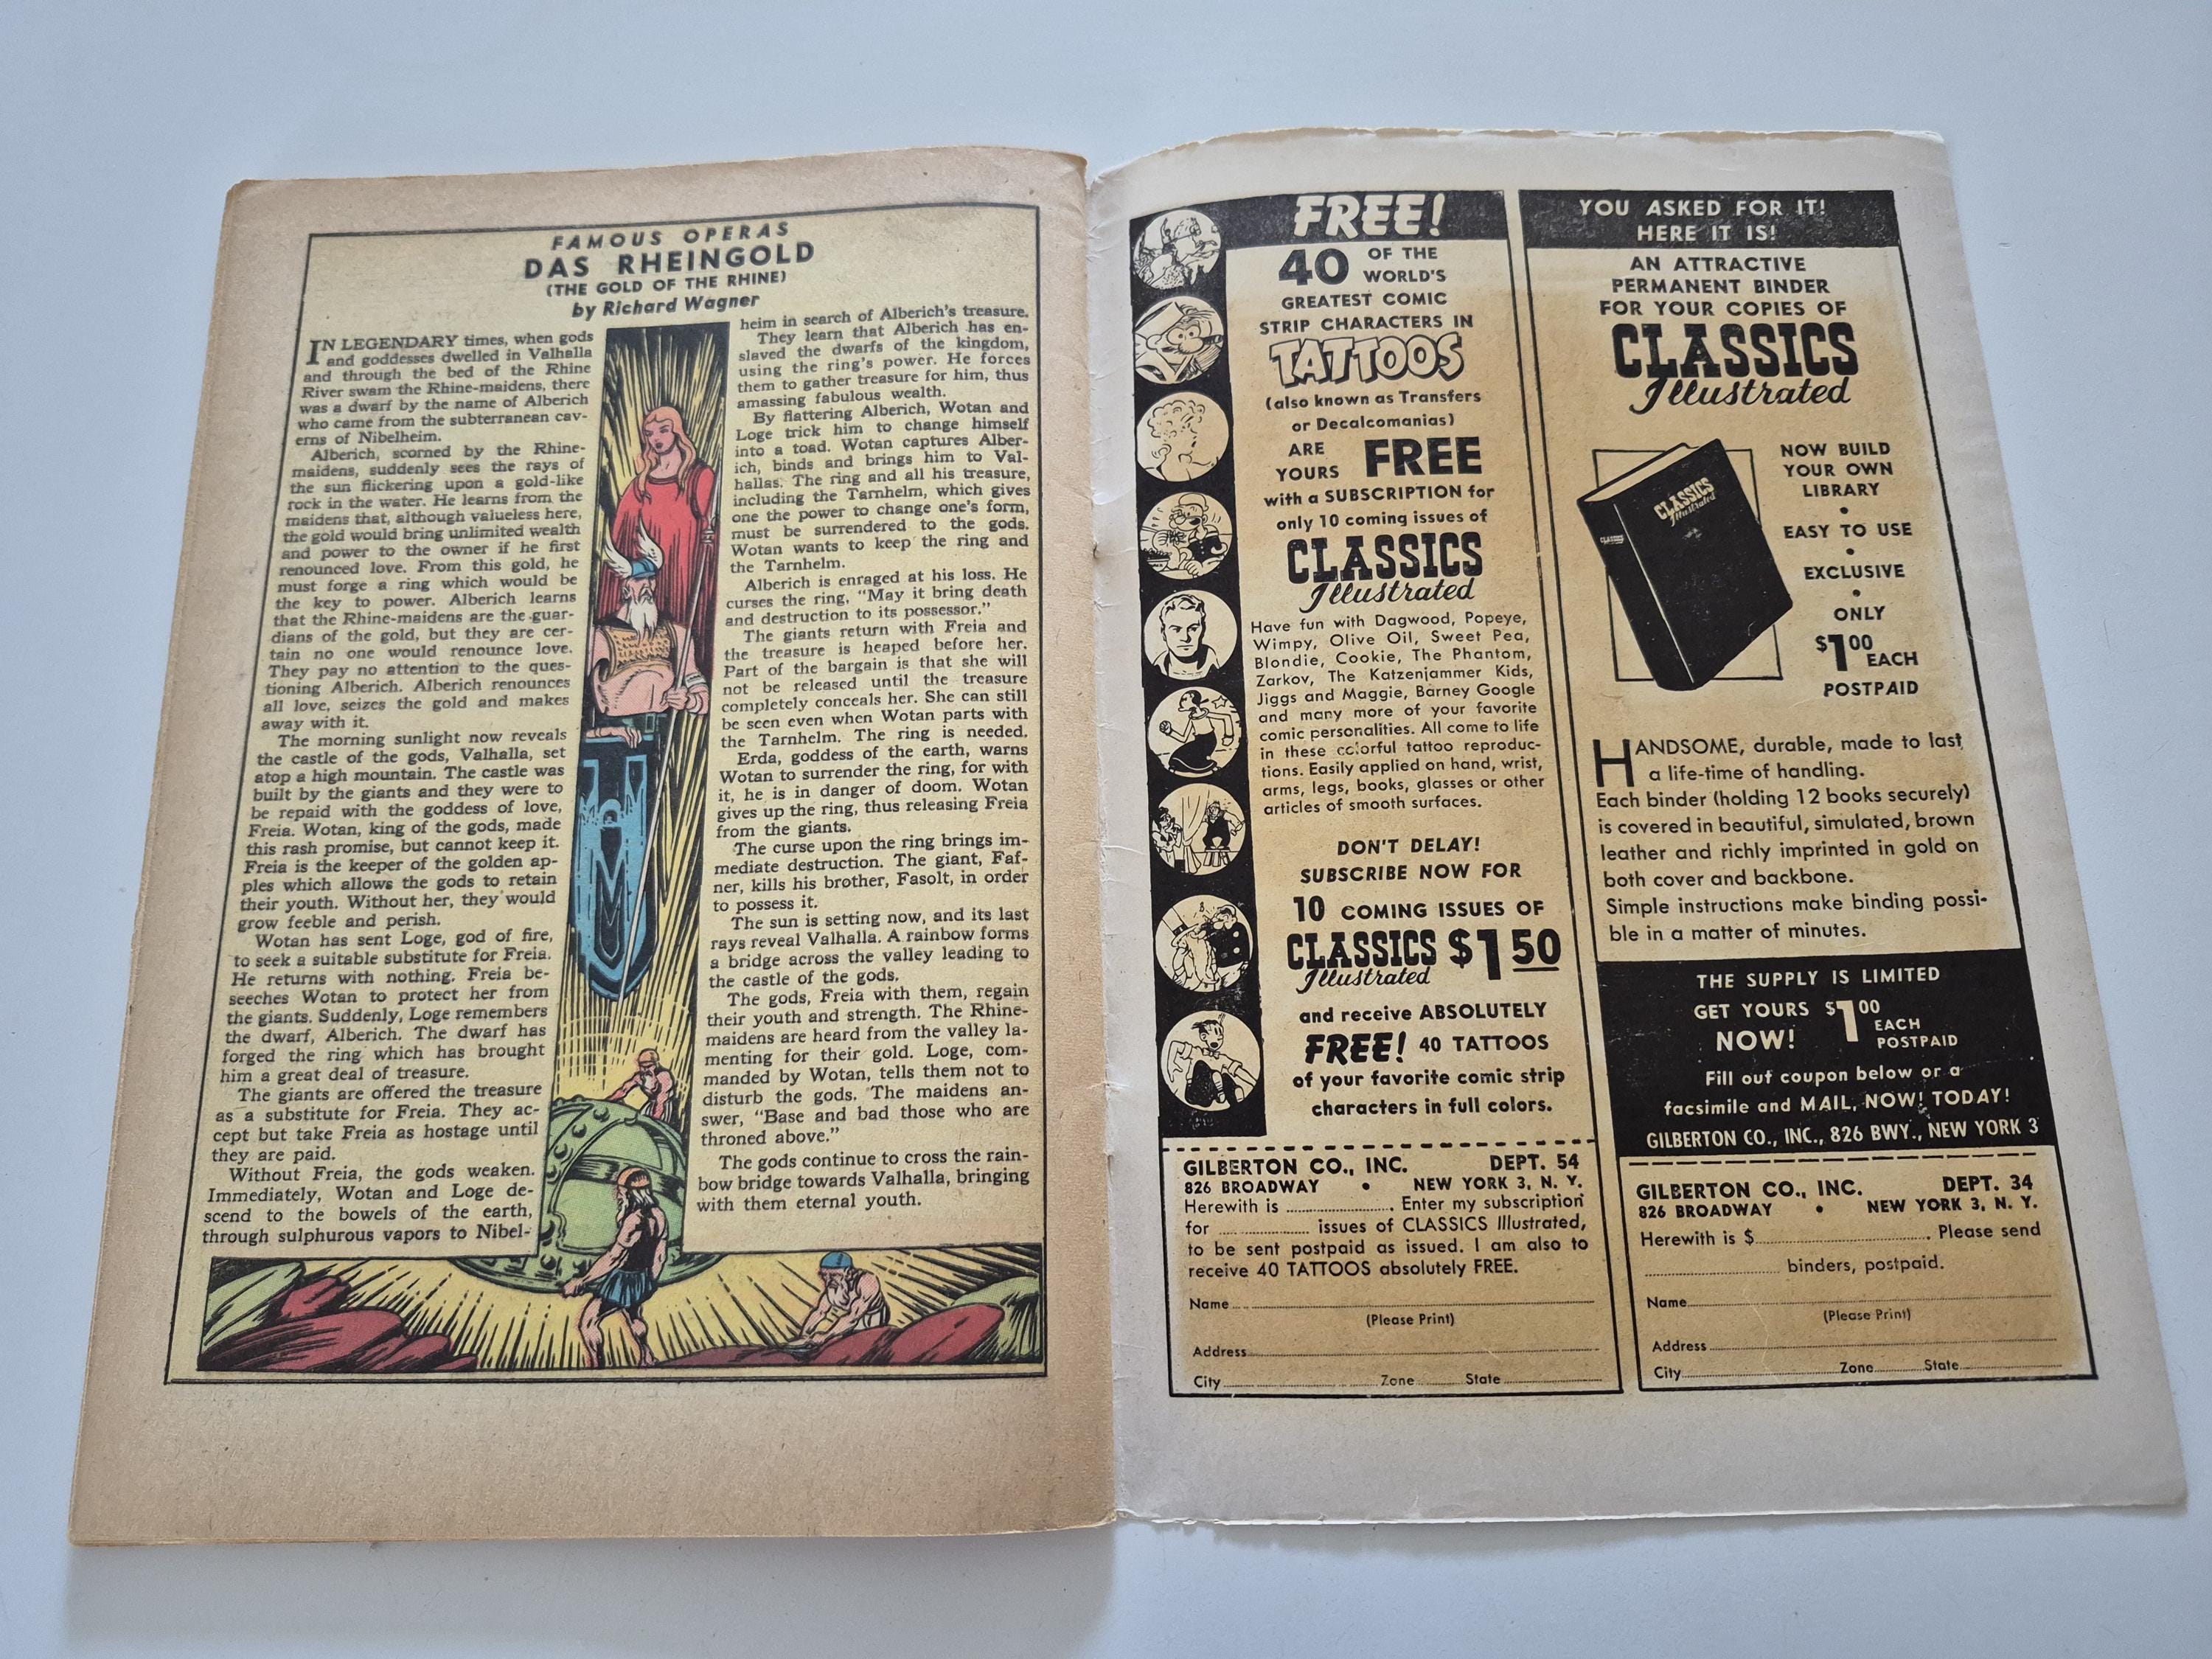 FAMOUS OPERAS
DAS RHEINGOLD
(THE GOLD OF THE RHINE)
by Richard Wagner
IN LEGENDARY times, when gods
and goddesses dwelled in Valhalla
and through the bed of the Rhine
River swam the Rhine-maidens, there
was a dwarf by the name of Alberich
who came from the subterranean cav-
erns of Nibelheim.
Alberich, scorned by the Rhine-
maidens, suddenly sees the rays of
the sun flickering upon a gold-like
rock in the water. He learns from the
maidens that, although valueless here,
the gold would bring unlimited wealth
and power to the owner if he first
renounced love. From this gold, he
must forge a ring which would be
the key to power. Alberich learns
that the Rhine-maidens are the guar-
dians of the gold, but they are cer-
tain no one would renounce love.
They pay no attention to the ques-
tioning Alberich. Alberich renounces
all love, seizes the gold and makes
away with it.
The morning sunlight now reveals
the castle of the gods, Valhalla, set
atop a high mountain. The castle was
built by the giants and they were to
be repaid with the goddess of love,
Freia. Wotan, king of the gods, made
this rash promise, but cannot keep it.
Freia is the keeper of the golden ap-
ples which allows the gods to retain
their youth. Without her, they would
grow feeble and perish.
Wotan has sent Loge, god of fire,
to seek a suitable substitute for Freia.
He returns with nothing. Freia be-
seeches Wotan to protect her from
the giants. Suddenly, Loge remembers
the dwarf, Alberich. The dwarf has
forged the ring which has brought
him a great deal of treasure.
The giants are offered the treasure
as a substitute for Freia. They ac-
cept but take Freia as hostage until
they are paid.
Without Freia, the gods weaken.
Immediately, Wotan and Loge de-
scend to the bowels of the earth,
through sulphurous vapors to Nibel-
heim in search of Alberich's treasure.
They learn that Alberich has en-
slaved the dwarfs of the kingdom,
using the ring's power. He forces
them to gather treasure for him, thus
amassing fabulous wealth.
By flattering Alberich, Wotan and
Loge trick him to change himself
into a toad. Wotan captures Alber-
ich, binds and brings him to Val-
hallas. The ring and all his treasure,
including the Tarnhelm, which gives
one the power to change one's form,
must be surrendered to the gods.
Wotan wants to keep the ring and
the Tarnhelm.
Alberich is enraged at his loss. He
curses the ring, "May it bring death
and destruction to its possessor."
The giants return with Freia and
the treasure is heaped before her.
Part of the bargain is that she will
not be released until the treasure
completely conceals her. She can still
be seen even when Wotan parts with
the Tarnhelm. The ring is needed.
Erda, goddess of the earth, warns
Wotan to surrender the ring, for with
it, he is in danger of doom. Wotan
gives up the ring, thus releasing Freia
from the giants.
The curse upon the ring brings im-
mediate destruction. The giant, Faf-
ner, kills his brother, Fasolt, in order
to possess it.
The sun is setting now, and its last
rays reveal Valhalla. A rainbow forms
a bridge across the valley leading to
the castle of the gods.
The gods, Freia with them, regain
their youth and strength. The Rhine-
maidens are heard from the valley la-
menting for their gold. Loge, com-
manded by Wotan, tells them not to
disturb the gods. The maidens an-
swer, "Base and bad those who are
throned above."
The gods continue to cross the rain-
bow bridge towards Valhalla, bringing
with them eternal youth.
FREE!
40 OF THE
WORLD'S
GREATEST COMIC
STRIP CHARACTERS IN
TATTOOS
(also known as Transfers
or Decalcomanias)
ARE
YOURS FREE
with a SUBSCRIPTION for
only 10 coming issues of
CLASSICS
Illustrated
Have fun with Dagwood, Popeye,
Wimpy, Olive Oil, Sweet Pea,
Blondie, Cookie, The Phantom,
Zarkov, The Katzenjammer Kids,
Jiggs and Maggie, Barney Google
and many more of your favorite
comic personalities. All come to life
in these colorful tattoo reproduc-
tions. Easily applied on hand, wrist,
arms, legs, books, glasses or other
articles of smooth surfaces.
DON'T DELAY!
SUBSCRIBE NOW FOR
10 COMING ISSUES OF
CLASSICS $1 50
Illustrated
and receive ABSOLUTELY
FREE! 40 TATTOOS
of your favorite comic strip
characters in full colors.
GILBERTON CO., INC. DEPT. 54
826 BROADWAY • NEW YORK 3, N. Y.
Herewith is .................... Enter my subscription
for .................... issues of CLASSICS Illustrated,
to be sent postpaid as issued. I am also to
receive 40 TATTOOS absolutely FREE.
Name
(Please Print)
Address
City Zone State
YOU ASKED FOR IT!
HERE IT IS!
AN ATTRACTIVE
PERMANENT BINDER
FOR YOUR COPIES OF
CLASSICS
Illustrated
CLASSICS
Illustrated
CLASSICS
NOW BUILD
YOUR OWN
LIBRARY
•
EASY TO USE
•
EXCLUSIVE
•
ONLY
$1 00 EACH
POSTPAID
HANDSOME, durable, made to last
a life-time of handling.
Each binder (holding 12 books securely)
is covered in beautiful, simulated, brown
leather and richly imprinted in gold on
both cover and backbone.
Simple instructions make binding possi-
ble in a matter of minutes.
THE SUPPLY IS LIMITED
GET YOURS $1 00
NOW! EACH
POSTPAID
Fill out coupon below or a
facsimile and MAIL, NOW! TODAY!
GILBERTON CO., INC., 826 BWY., NEW YORK 3
GILBERTON CO., INC. DEPT. 34
826 BROADWAY • NEW YORK 3, N. Y.
Herewith is $.................... Please send
.................... binders, postpaid.
Name
(Please Print)
Address
City Zone State